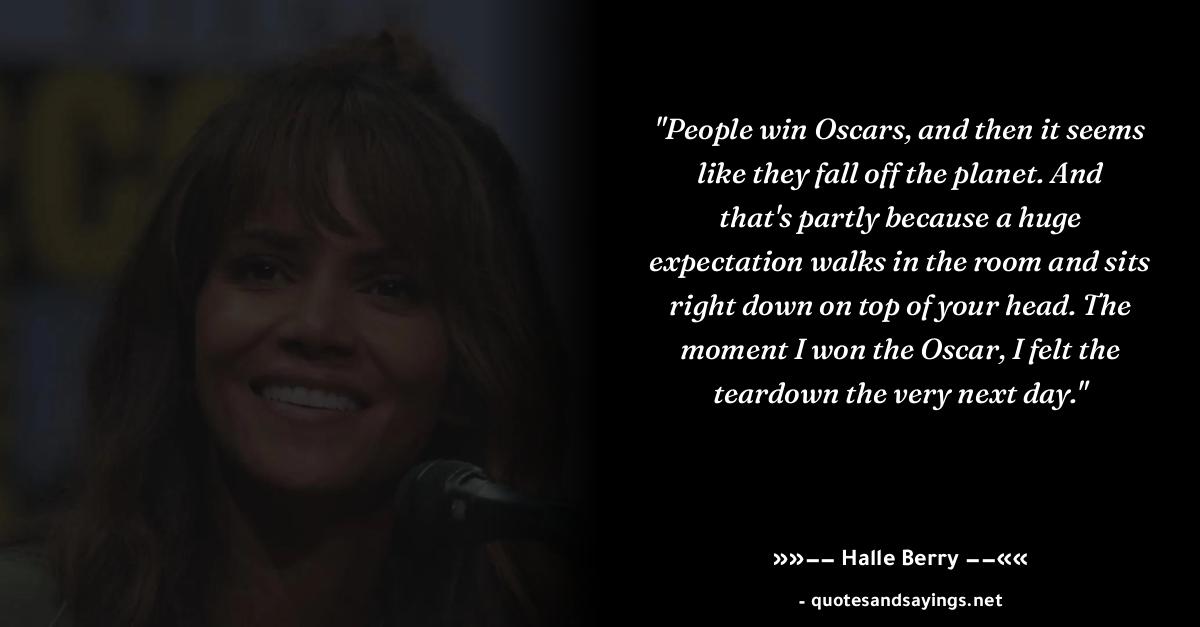 "People win Oscars, and then it seems
like they fall off the planet. And
that's partly because a huge
expectation walks in the room and sits
right down on top of your head. The
moment I won the Oscar, I felt the
teardown the very next day."
»»–– Halle Berry ––««
- quotesandsayings.net